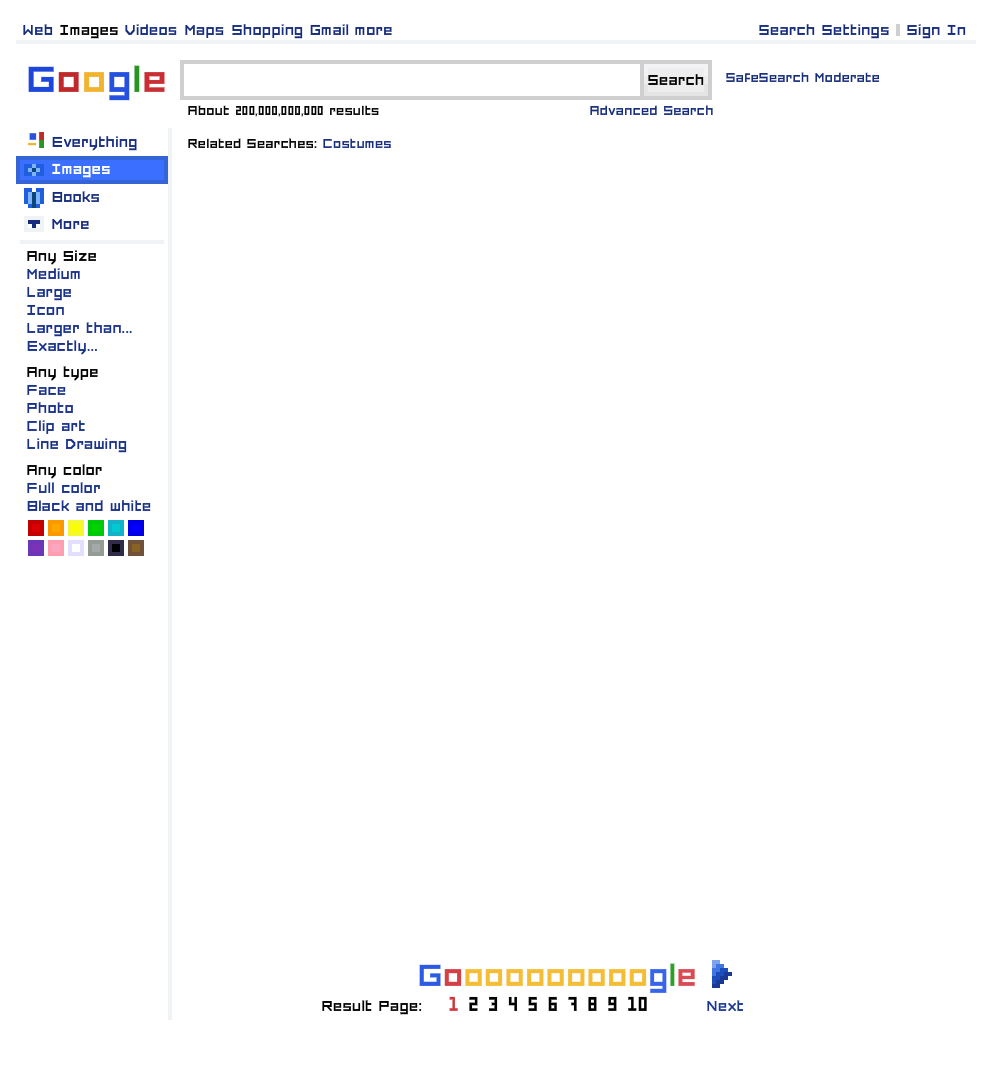 Web Images Videos Maps Shopping Gmail more
Search Settings | Sign In
Google
Search
SafeSearch Moderate
About 200,000,000,000 results
Advanced Search
Everything
Related Searches: Costumes
Images
Books
More
Any Size
Medium
Large
Icon
Larger than...
Exactly...
Any type
Face
Photo
Clip art
Line Drawing
Any color
Full color
Black and white
Goooooooooogle
Result Page: 1 2 3 4 5 6 7 8 9 10 Next